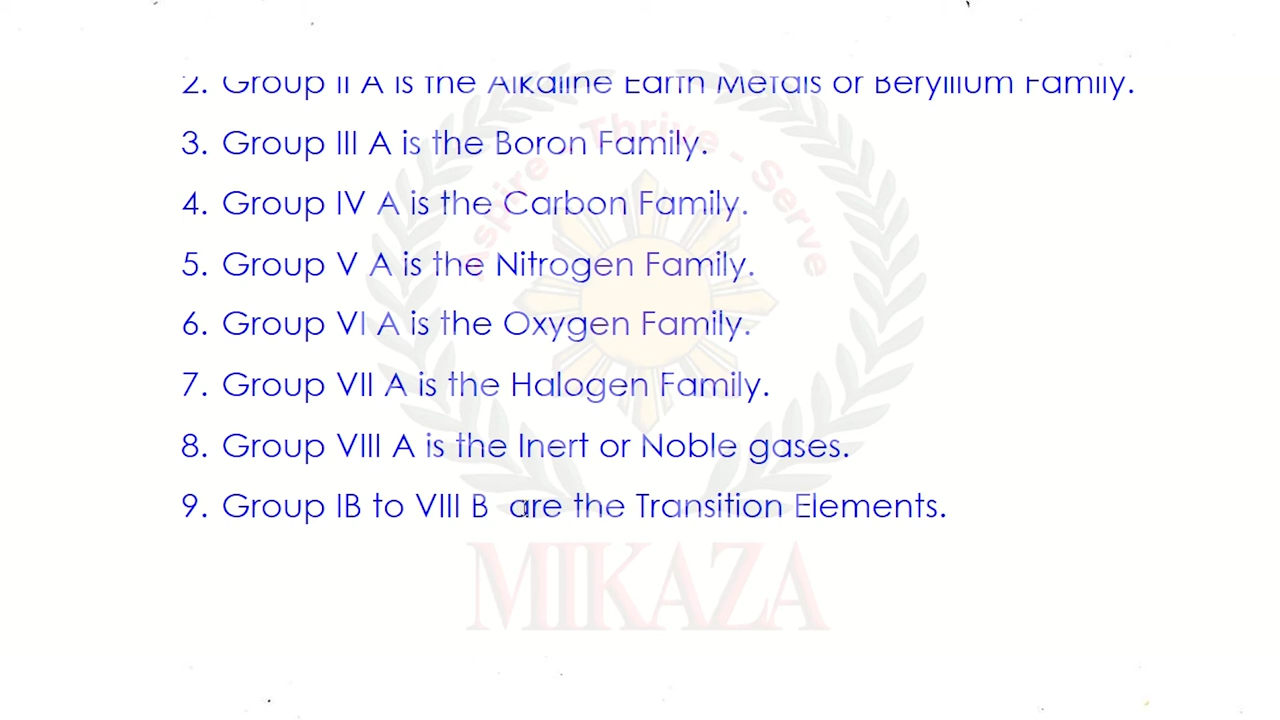 2. Group II A is the Alkaline Earth Metals or Beryllium Family.
3. Group III A is the Boron Family.
4. Group IV A is the Carbon Family.
5. Group V A is the Nitrogen Family.
6. Group VI A is the Oxygen Family.
7. Group VII A is the Halogen Family.
8. Group VIII A is the Inert or Noble gases.
9. Group IB to VIII B are the Transition Elements.
Aspire - Thrive - Serve
MIKAZA